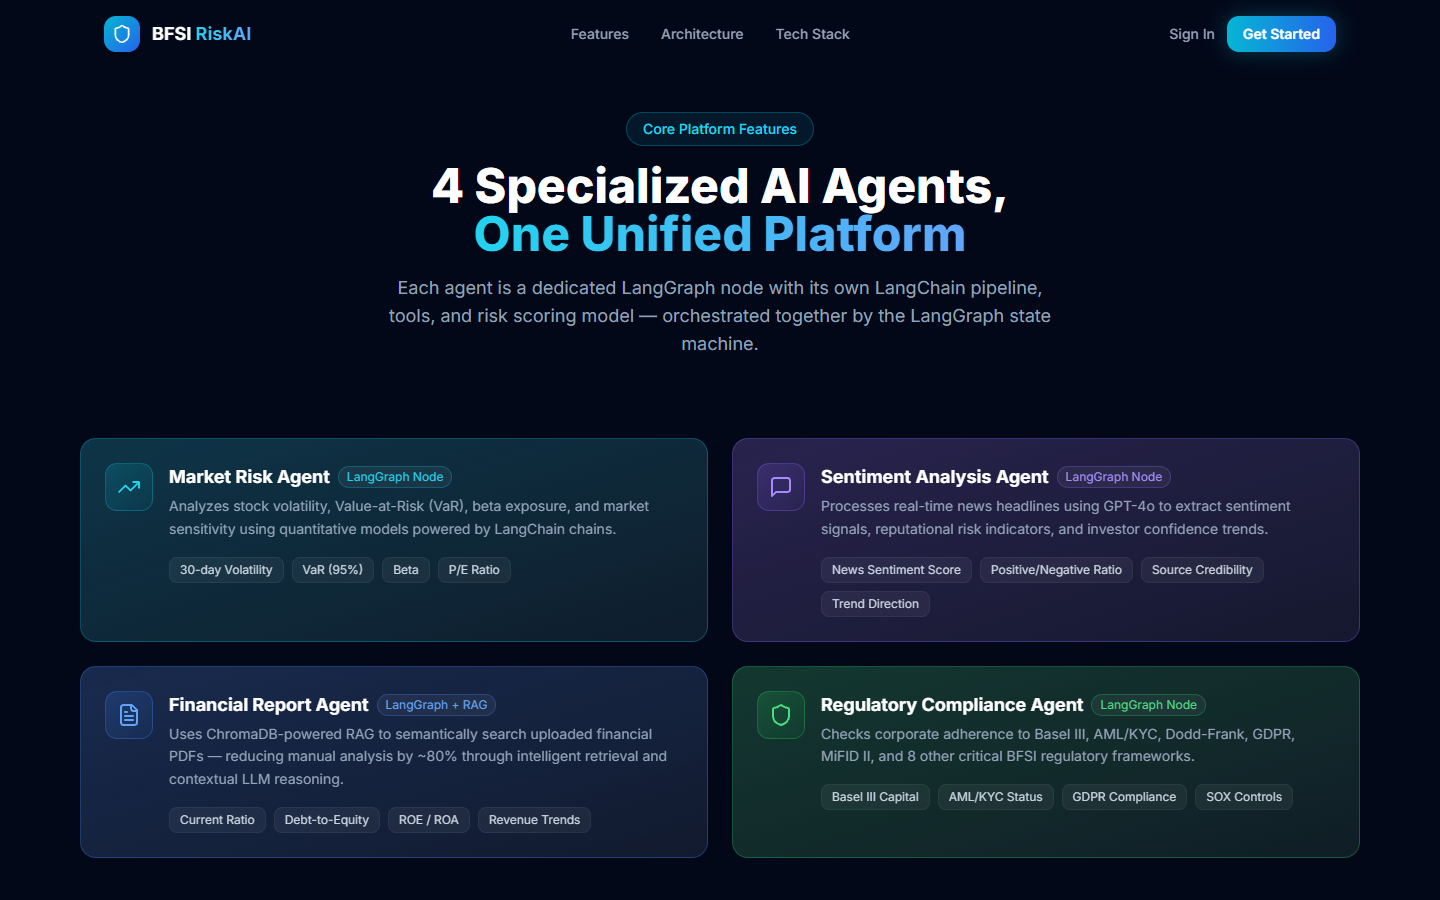 BFSI RiskAI
Features
Architecture
Tech Stack
Sign In
Get Started
Core Platform Features
4 Specialized AI Agents,
One Unified Platform
Each agent is a dedicated LangGraph node with its own LangChain pipeline,
tools, and risk scoring model — orchestrated together by the LangGraph state
machine.
Market Risk Agent
LangGraph Node
Analyzes stock volatility, Value-at-Risk (VaR), beta exposure, and market
sensitivity using quantitative models powered by LangChain chains.
30-day Volatility
VaR (95%)
Beta
P/E Ratio
Sentiment Analysis Agent
LangGraph Node
Processes real-time news headlines using GPT-4o to extract sentiment
signals, reputational risk indicators, and investor confidence trends.
News Sentiment Score
Positive/Negative Ratio
Source Credibility
Trend Direction
Financial Report Agent
LangGraph + RAG
Uses ChromaDB-powered RAG to semantically search uploaded financial
PDFs — reducing manual analysis by ~80% through intelligent retrieval and
contextual LLM reasoning.
Current Ratio
Debt-to-Equity
ROE / ROA
Revenue Trends
Regulatory Compliance Agent
LangGraph Node
Checks corporate adherence to Basel III, AML/KYC, Dodd-Frank, GDPR,
MiFID II, and 8 other critical BFSI regulatory frameworks.
Basel III Capital
AML/KYC Status
GDPR Compliance
SOX Controls